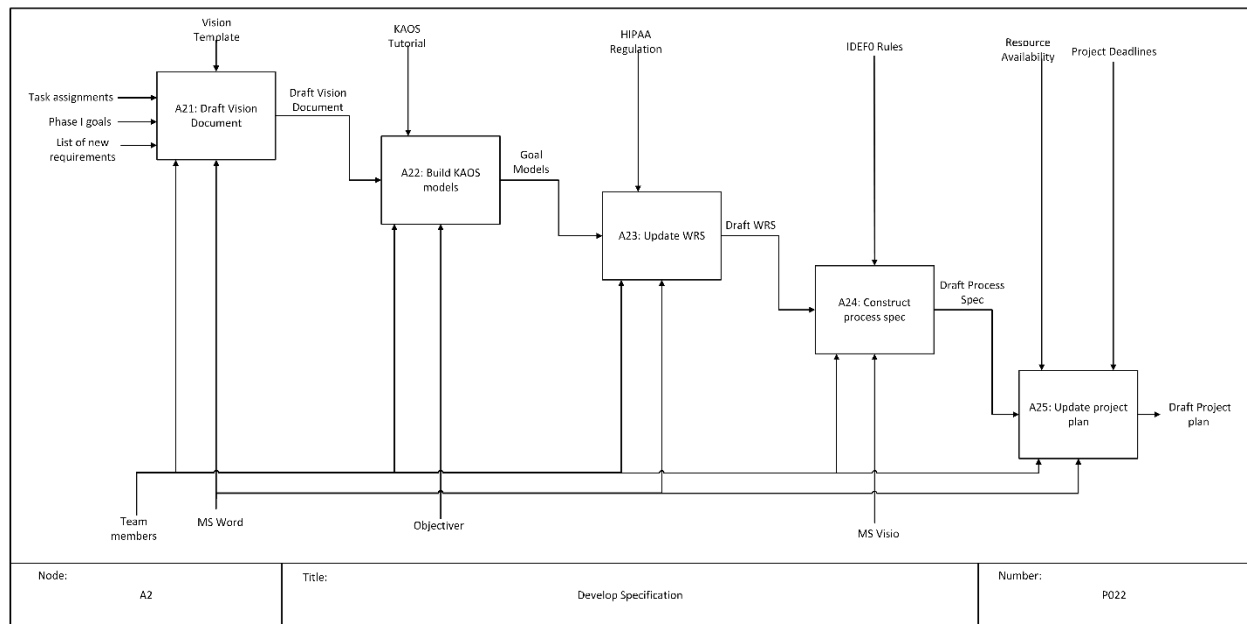 Vision
Template
KAOS
Tutorial
HIPAA
Regulation
IDEF0 Rules
Resource
Availability
Project Deadlines
Task assignments
Phase I goals
List of new
requirements
A21: Draft Vision
Document
Draft Vision
Document
A22: Build KAOS
models
Goal
Models
A23: Update WRS
Draft WRS
A24: Construct
process spec
Draft Process
Spec
A25: Update project
plan
Draft Project
plan
Team
members
MS Word
Objectiver
MS Visio
Node:
A2
Title:
Develop Specification
Number:
P022